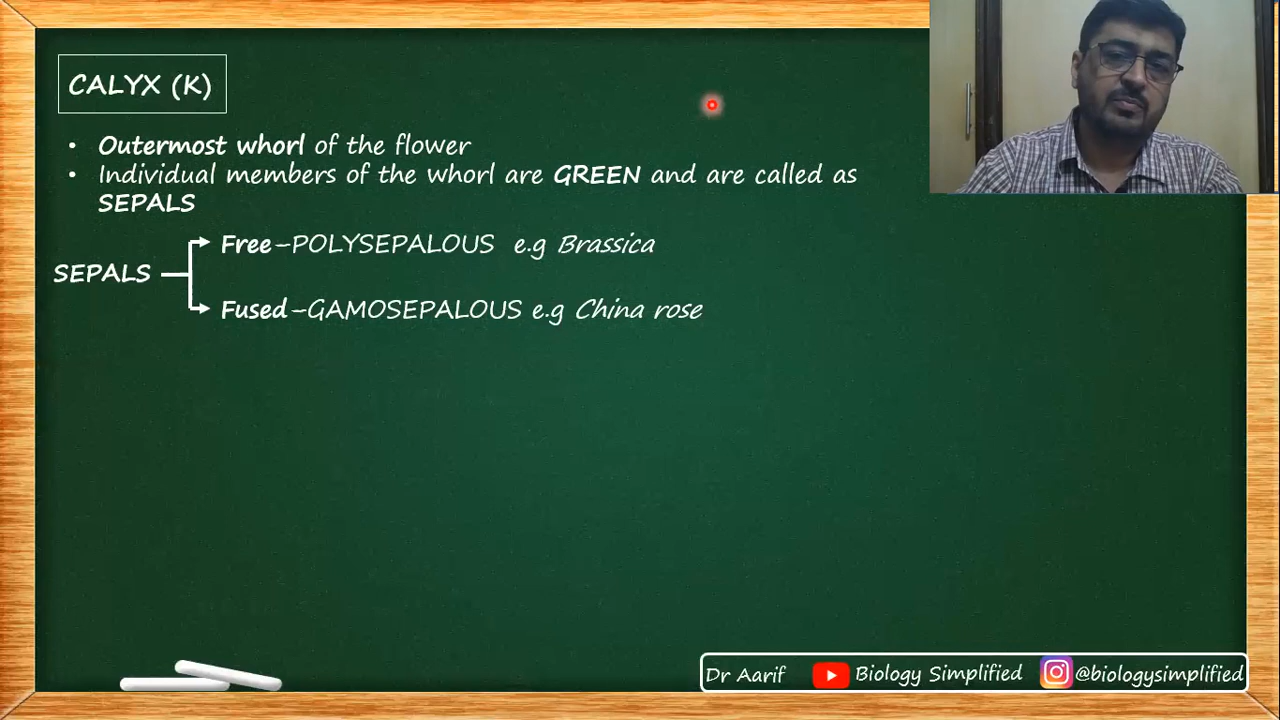 CALYX (K)
• Outermost whorl of the flower
• Individual members of the whorl are GREEN and are called as
SEPALS
Free–POLYSEPALOUS e.g Brassica
SEPALS
Fused–GAMOSEPALOUS e.g China rose
Dr Aarif Biology Simplified @biologysimplified